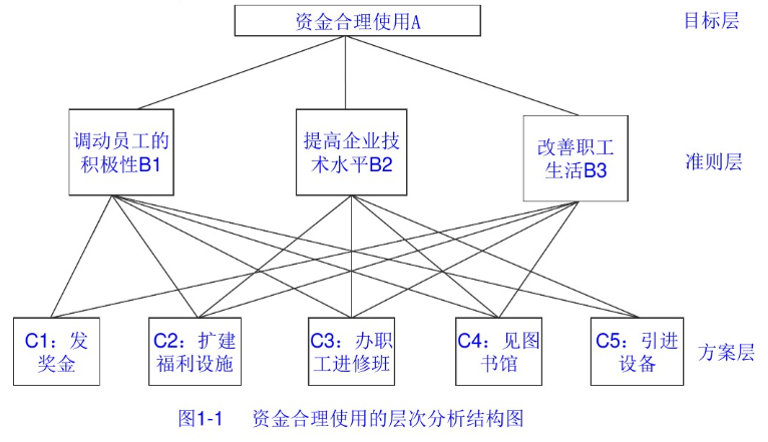 资金合理使用A
目标层
调动员工的
积极性B1
提高企业技
术水平B2
改善职工
生活B3
准则层
C1：发
奖金
C2：扩建
福利设施
C3：办职
工进修班
C4：见图
书馆
C5：引进
设备
方案层
图1-1 资金合理使用的层次分析结构图